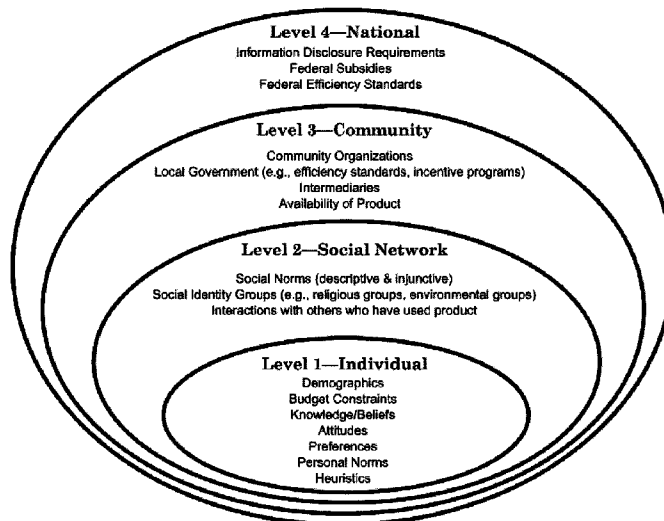 Level 4—National
Information Disclosure Requirements
Federal Subsidies
Federal Efficiency Standards
Level 3—Community
Community Organizations
Local Government (e.g., efficiency standards, incentive programs)
Intermediaries
Availability of Product
Level 2—Social Network
Social Norms (descriptive & injunctive)
Social Identity Groups (e.g., religious groups, environmental groups)
Interactions with others who have used product
Level 1—Individual
Demographics
Budget Constraints
Knowledge/Beliefs
Attitudes
Preferences
Personal Norms
Heuristics